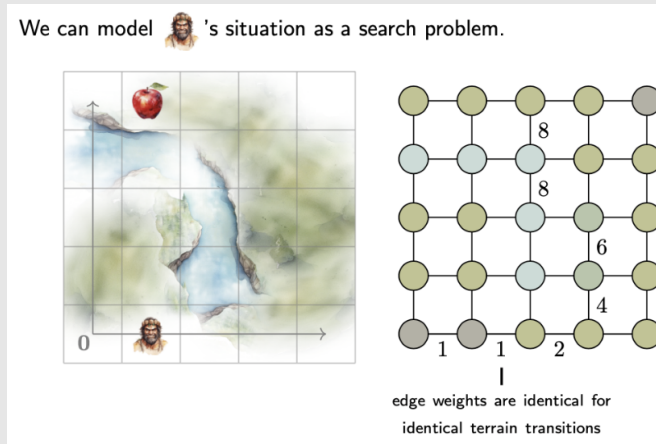 We can model 's situation as a search problem.
8
8
6
4
0
1 1 2
edge weights are identical for
identical terrain transitions